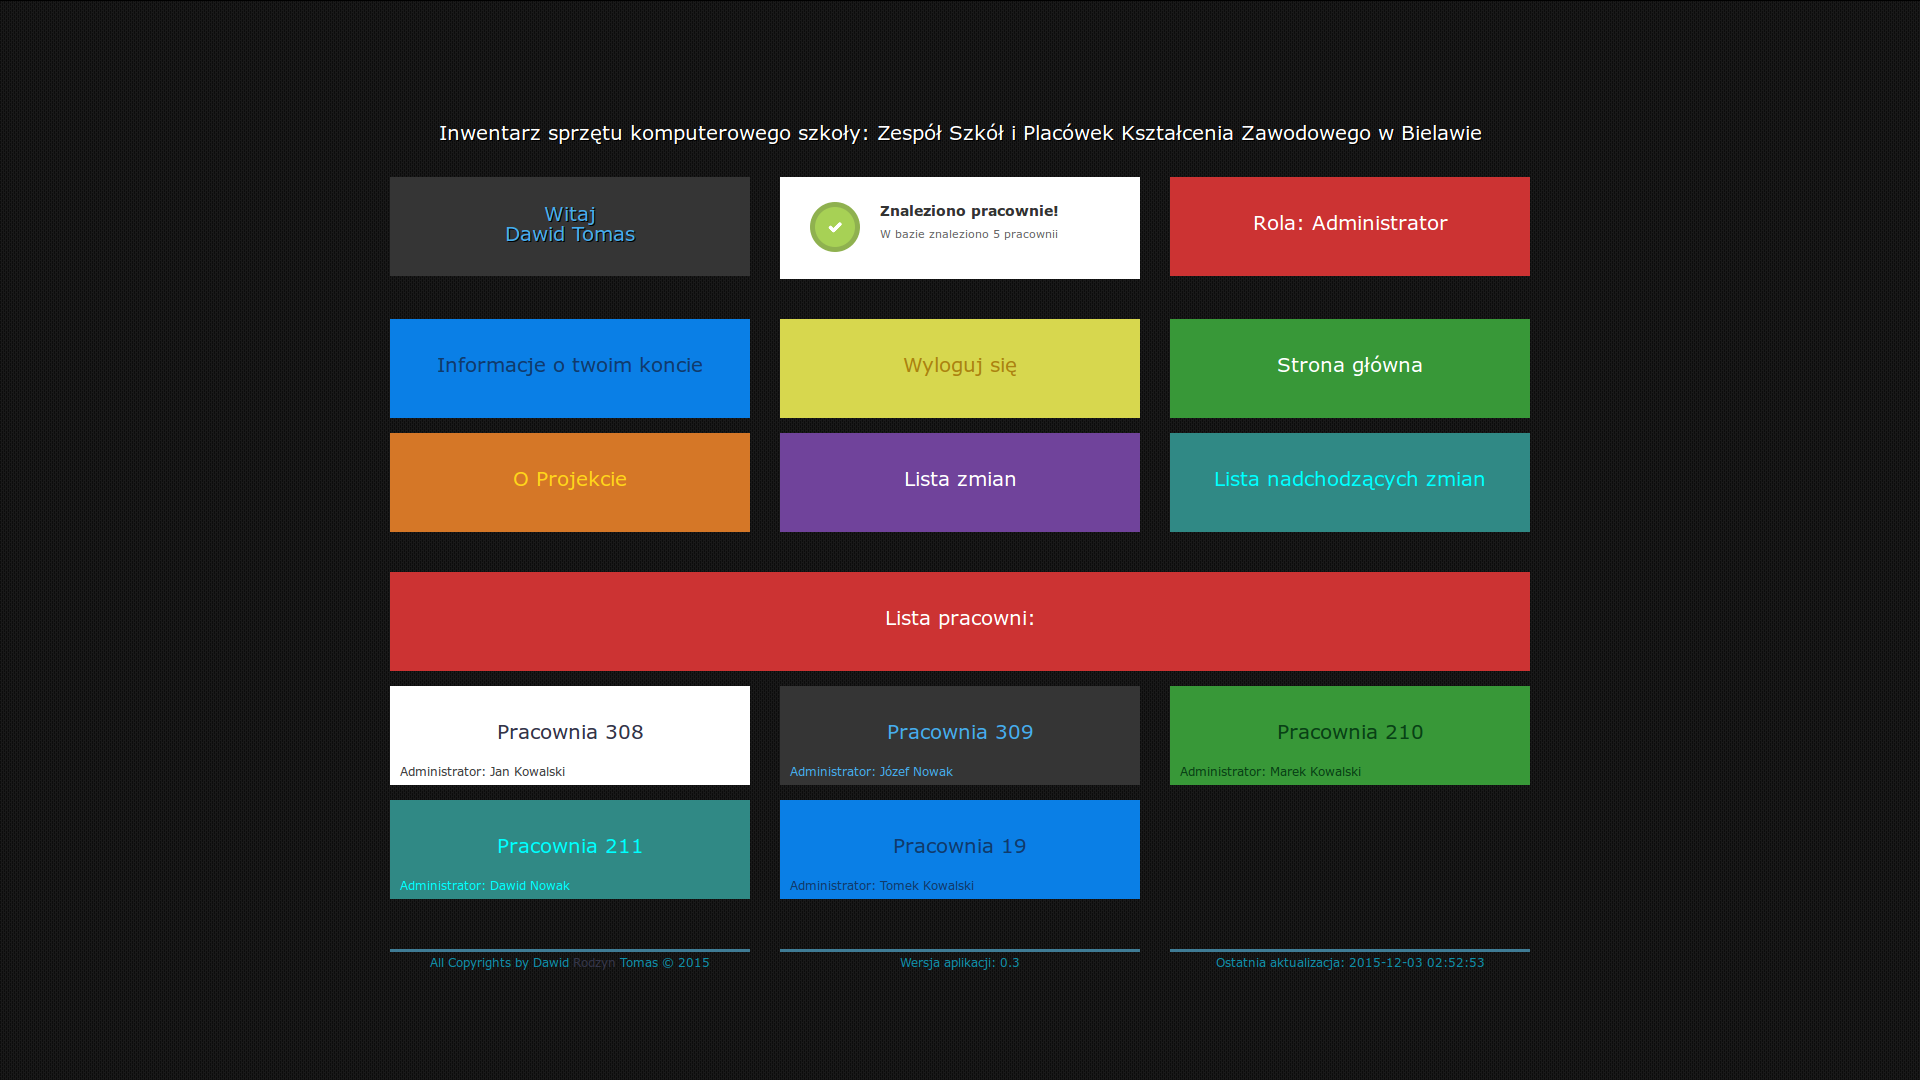 Inwentarz sprzętu komputerowego szkoły: Zespół Szkół i Placówek Kształcenia Zawodowego w Bielawie
Witaj
Dawid Tomas
Znaleziono pracownie!
W bazie znaleziono 5 pracownii
Rola: Administrator
Informacje o twoim koncie
Wyloguj się
Strona główna
O Projekcie
Lista zmian
Lista nadchodzących zmian
Lista pracowni:
Pracownia 308
Administrator: Jan Kowalski
Pracownia 309
Administrator: Józef Nowak
Pracownia 210
Administrator: Marek Kowalski
Pracownia 211
Administrator: Dawid Nowak
Pracownia 19
Administrator: Tomek Kowalski
All Copyrights by Dawid Rodzyn Tomas © 2015
Wersja aplikacji: 0.3
Ostatnia aktualizacja: 2015-12-03 02:52:53